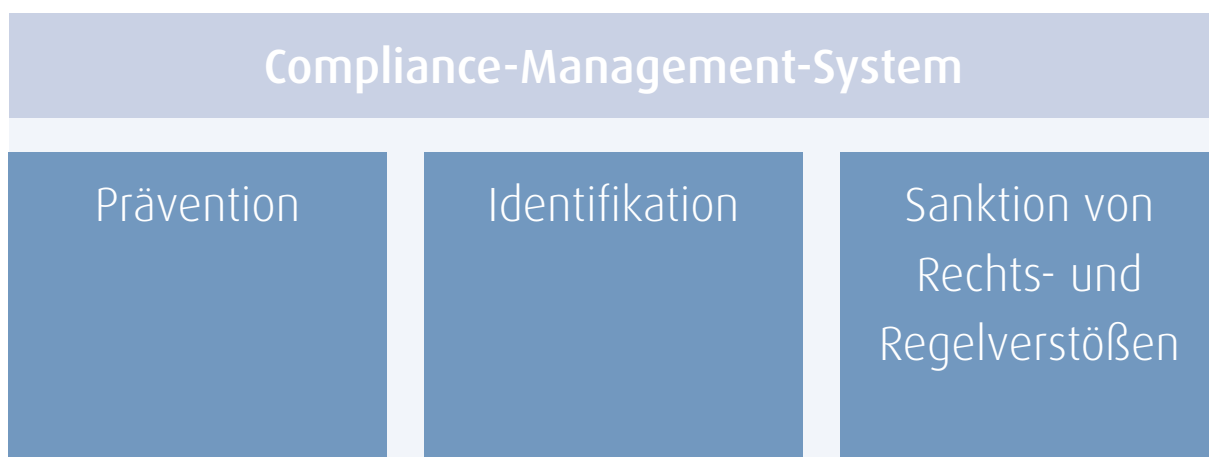 Compliance-Management-System
Prävention
Identifikation
Sanktion von
Rechts- und
Regelverstößen